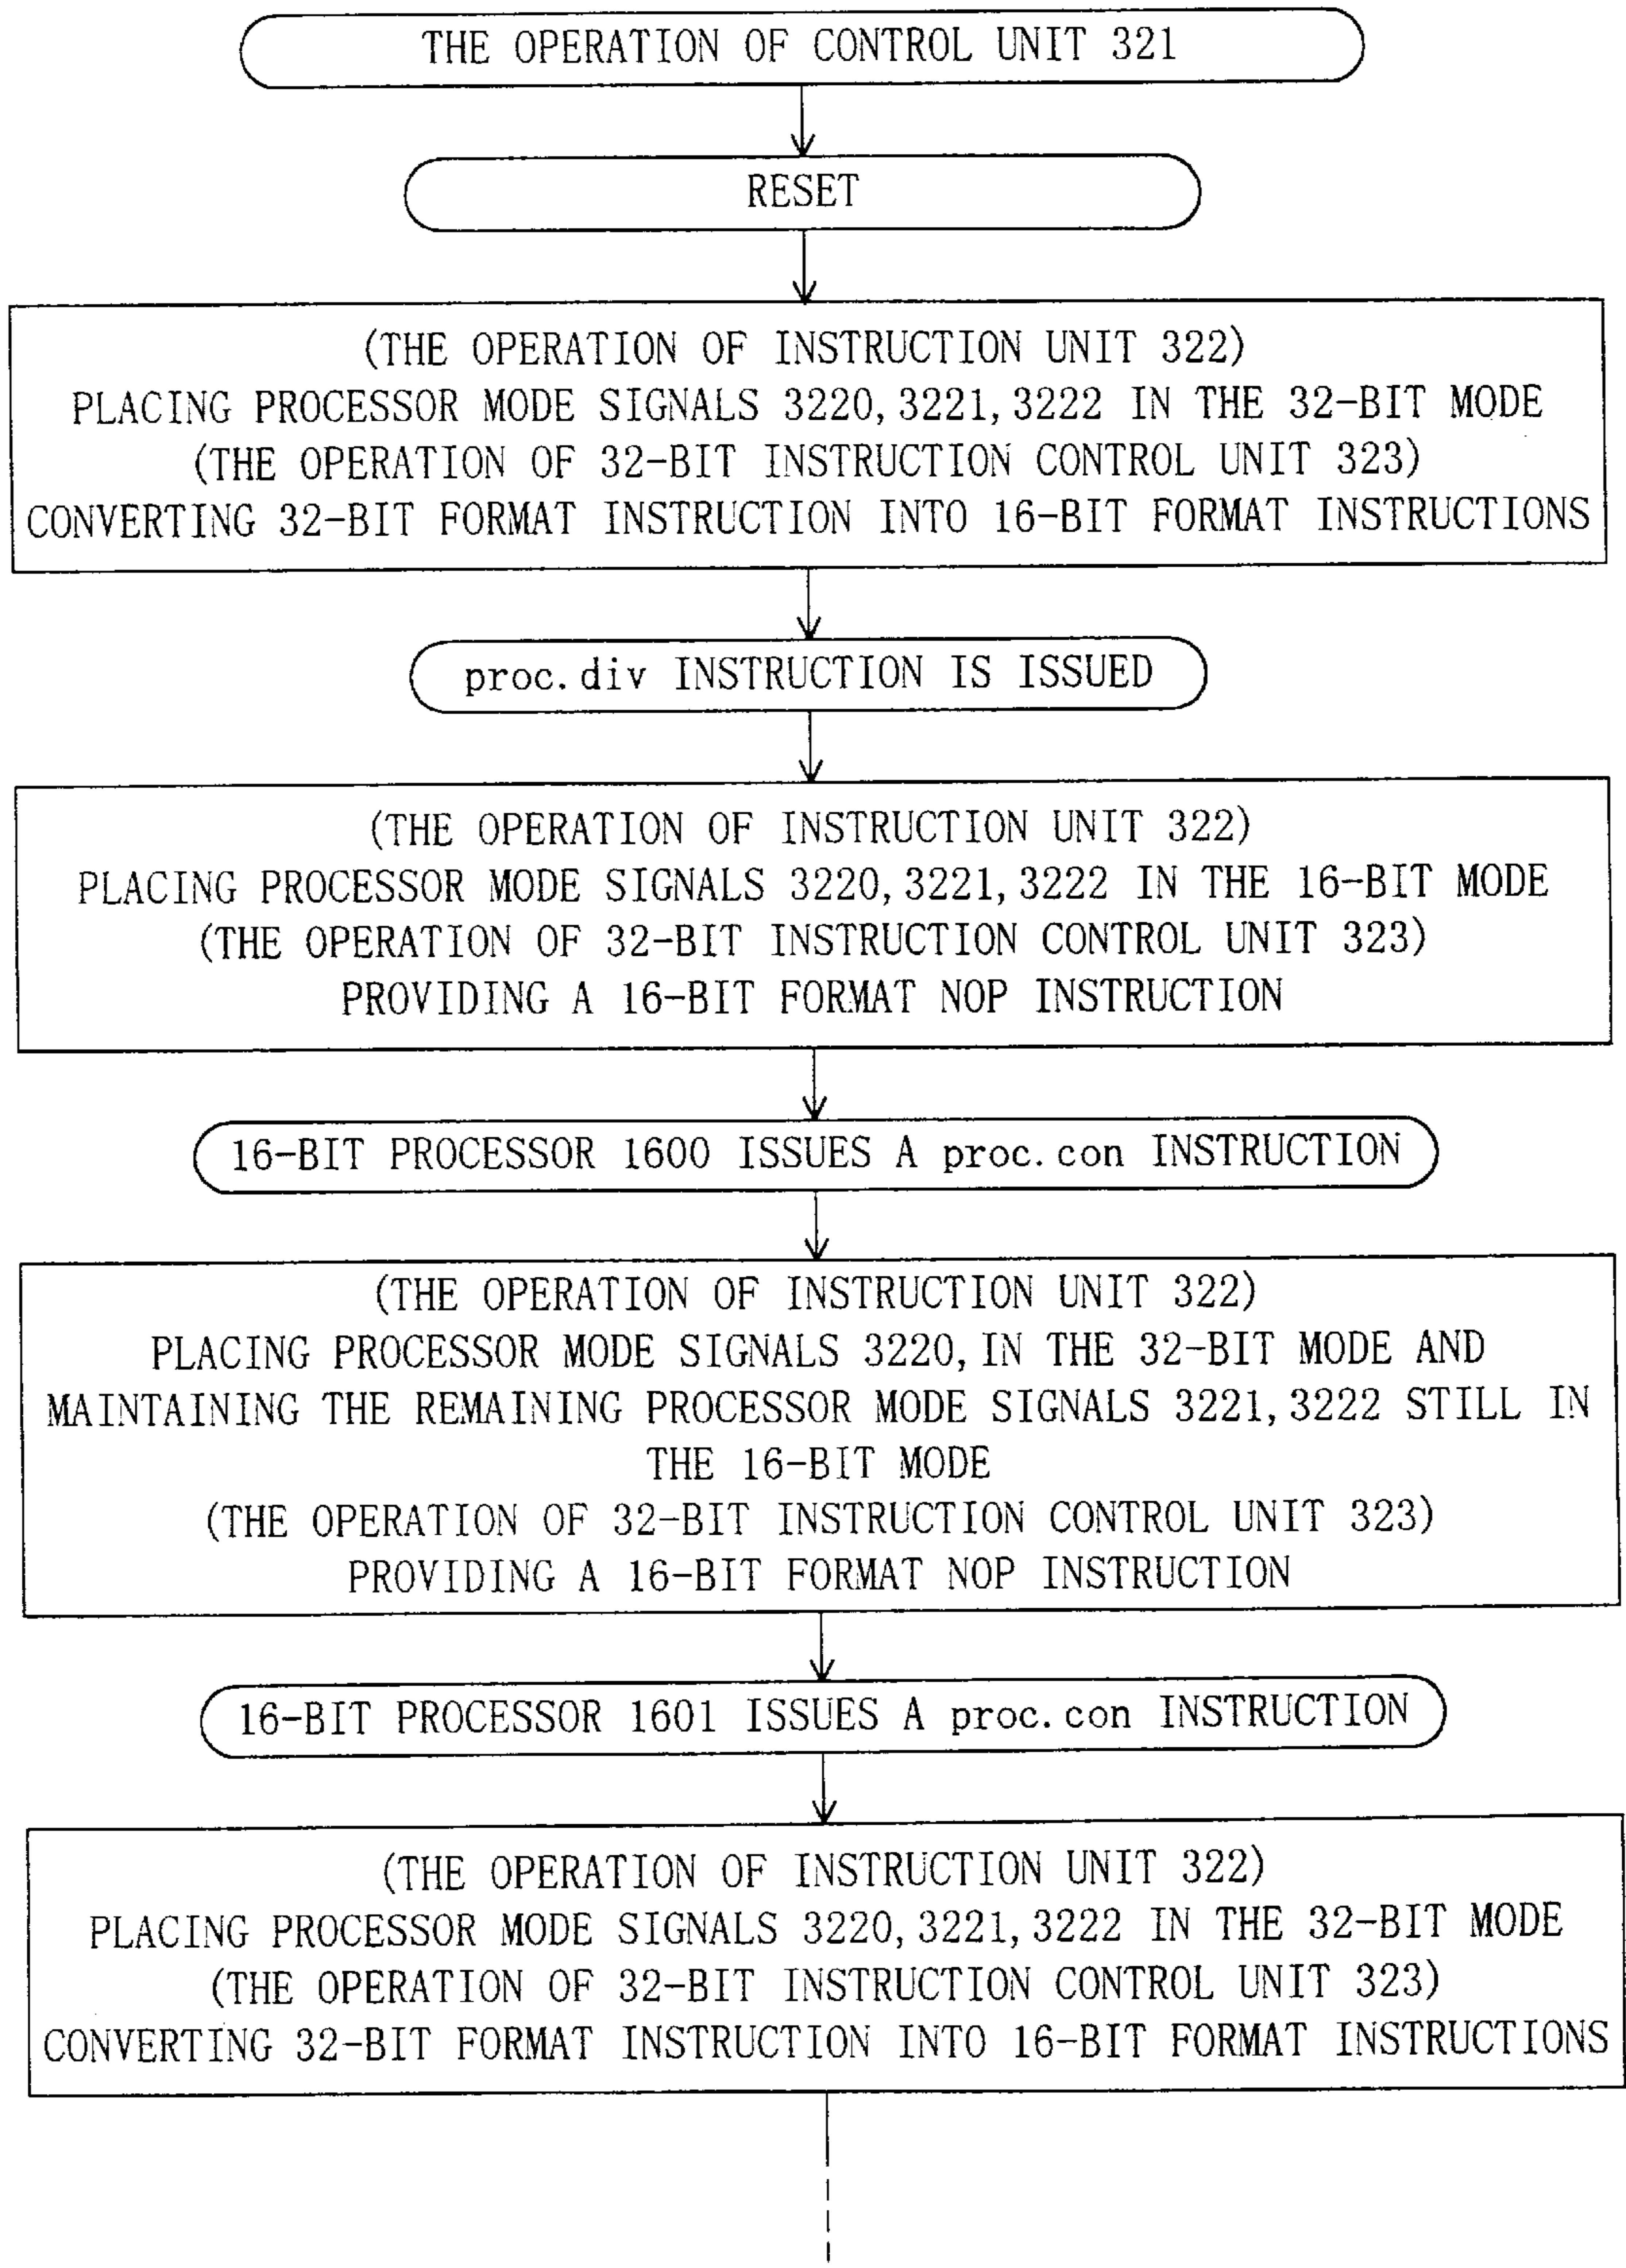 THE OPERATION OF CONTROL UNIT 321
RESET
(THE OPERATION OF INSTRUCTION UNIT 322)
PLACING PROCESSOR MODE SIGNALS 3220, 3221, 3222 IN THE 32-BIT MODE
(THE OPERATION OF 32-BIT INSTRUCTION CONTROL UNIT 323)
CONVERTING 32-BIT FORMAT INSTRUCTION INTO 16-BIT FORMAT INSTRUCTIONS
proc.div INSTRUCTION IS ISSUED
(THE OPERATION OF INSTRUCTION UNIT 322)
PLACING PROCESSOR MODE SIGNALS 3220, 3221, 3222 IN THE 16-BIT MODE
(THE OPERATION OF 32-BIT INSTRUCTION CONTROL UNIT 323)
PROVIDING A 16-BIT FORMAT NOP INSTRUCTION
16-BIT PROCESSOR 1600 ISSUES A proc.con INSTRUCTION
(THE OPERATION OF INSTRUCTION UNIT 322)
PLACING PROCESSOR MODE SIGNALS 3220, IN THE 32-BIT MODE AND
MAINTAINING THE REMAINING PROCESSOR MODE SIGNALS 3221, 3222 STILL IN
THE 16-BIT MODE
(THE OPERATION OF 32-BIT INSTRUCTION CONTROL UNIT 323)
PROVIDING A 16-BIT FORMAT NOP INSTRUCTION
16-BIT PROCESSOR 1601 ISSUES A proc.con INSTRUCTION
(THE OPERATION OF INSTRUCTION UNIT 322)
PLACING PROCESSOR MODE SIGNALS 3220, 3221, 3222 IN THE 32-BIT MODE
(THE OPERATION OF 32-BIT INSTRUCTION CONTROL UNIT 323)
CONVERTING 32-BIT FORMAT INSTRUCTION INTO 16-BIT FORMAT INSTRUCTIONS